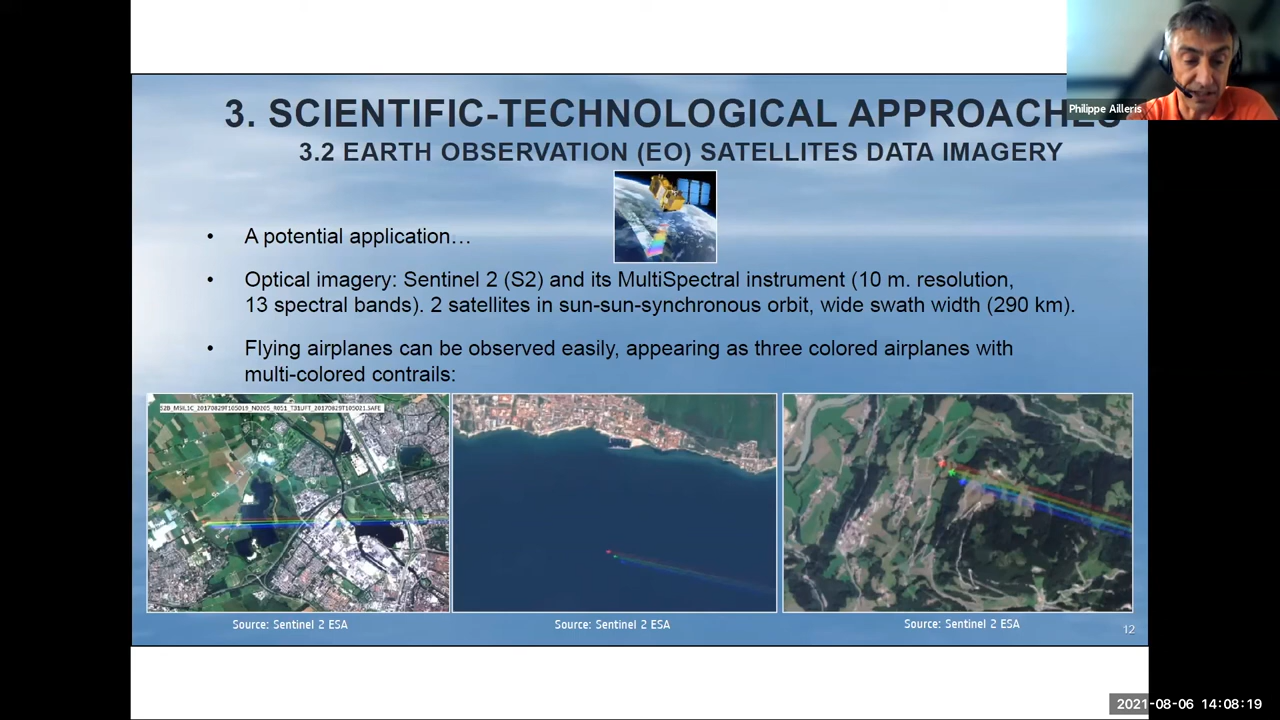 3. SCIENTIFIC-TECHNOLOGICAL APPROACHES
Philippe Ailleris
3.2 EARTH OBSERVATION (EO) SATELLITES DATA IMAGERY
• A potential application…
• Optical imagery: Sentinel 2 (S2) and its MultiSpectral instrument (10 m. resolution,
13 spectral bands). 2 satellites in sun-sun-synchronous orbit, wide swath width (290 km).
• Flying airplanes can be observed easily, appearing as three colored airplanes with
multi-colored contrails:
S2B_MSIL1C_20170829T105019_N0205_R051_T31UFT_20170829T105021.SAFE
Source: Sentinel 2 ESA
Source: Sentinel 2 ESA
Source: Sentinel 2 ESA
12
2021-08-06 14:08:19